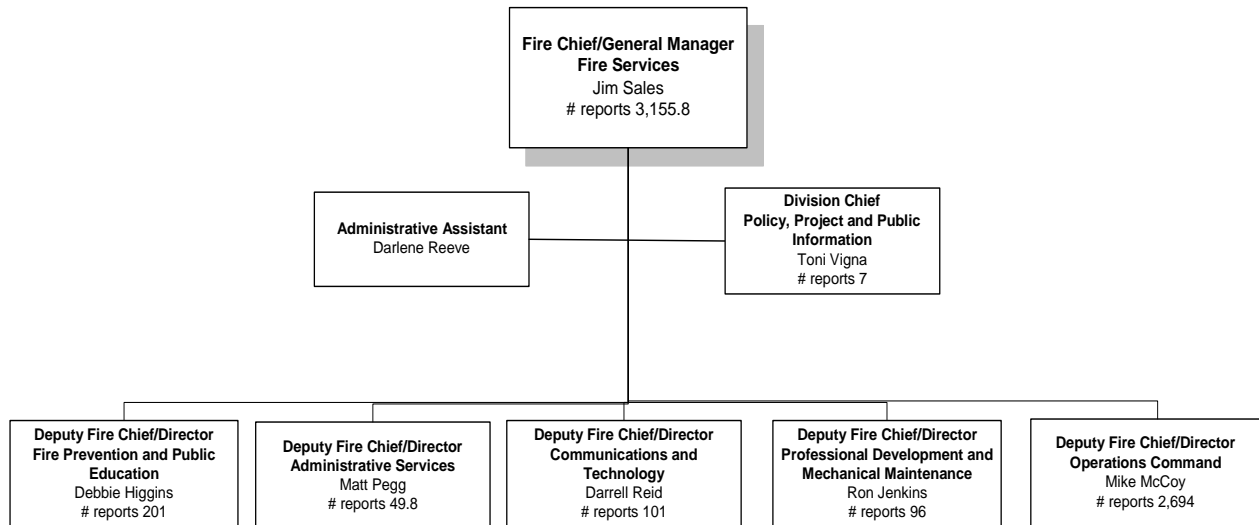 Fire Chief/General Manager
Fire Services
Jim Sales
# reports 3,155.8
Administrative Assistant
Darlene Reeve
Division Chief
Policy, Project and Public
Information
Toni Vigna
# reports 7
Deputy Fire Chief/Director
Fire Prevention and Public
Education
Debbie Higgins
# reports 201
Deputy Fire Chief/Director
Administrative Services
Matt Pegg
# reports 49.8
Deputy Fire Chief/Director
Communications and
Technology
Darrell Reid
# reports 101
Deputy Fire Chief/Director
Professional Development and
Mechanical Maintenance
Ron Jenkins
# reports 96
Deputy Fire Chief/Director
Operations Command
Mike McCoy
# reports 2,694